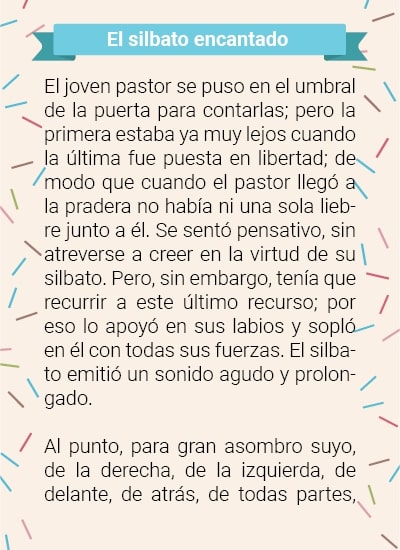 El silbato encantado
El joven pastor se puso en el umbral
de la puerta para contarlas; pero la
primera estaba ya muy lejos cuando
la última fue puesta en libertad; de
modo que cuando el pastor llegó a
la pradera no había ni una sola lieb-
re junto a él. Se sentó pensativo, sin
atreverse a creer en la virtud de su
silbato. Pero, sin embargo, tenía que
recurrir a este último recurso; por
eso lo apoyó en sus labios y sopló
en él con todas sus fuerzas. El silba-
to emitió un sonido agudo y prolon-
gado.
Al punto, para gran asombro suyo,
de la derecha, de la izquierda, de
delante, de atrás, de todas partes,